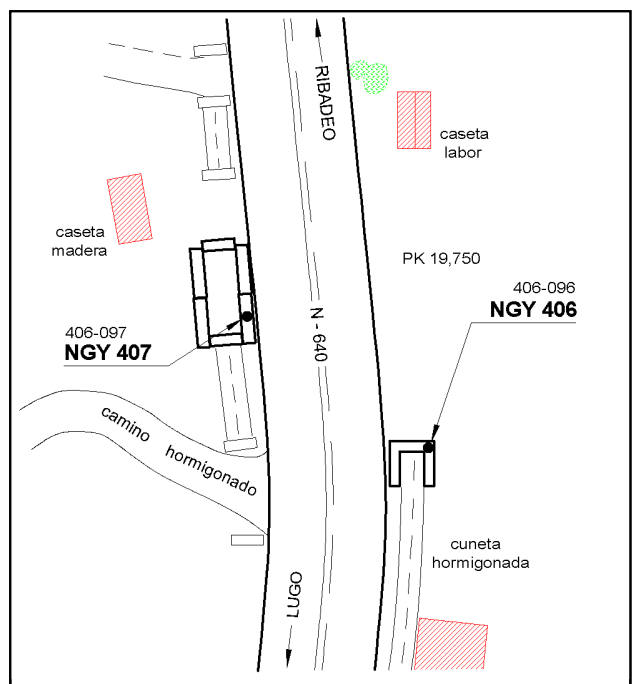 RIBADEO
caseta
labor
caseta
madera
PK 19,750
406-096
NGY 406
406-097
NGY 407
N - 640
camino hormigonado
cuneta
hormigonada
LUGO